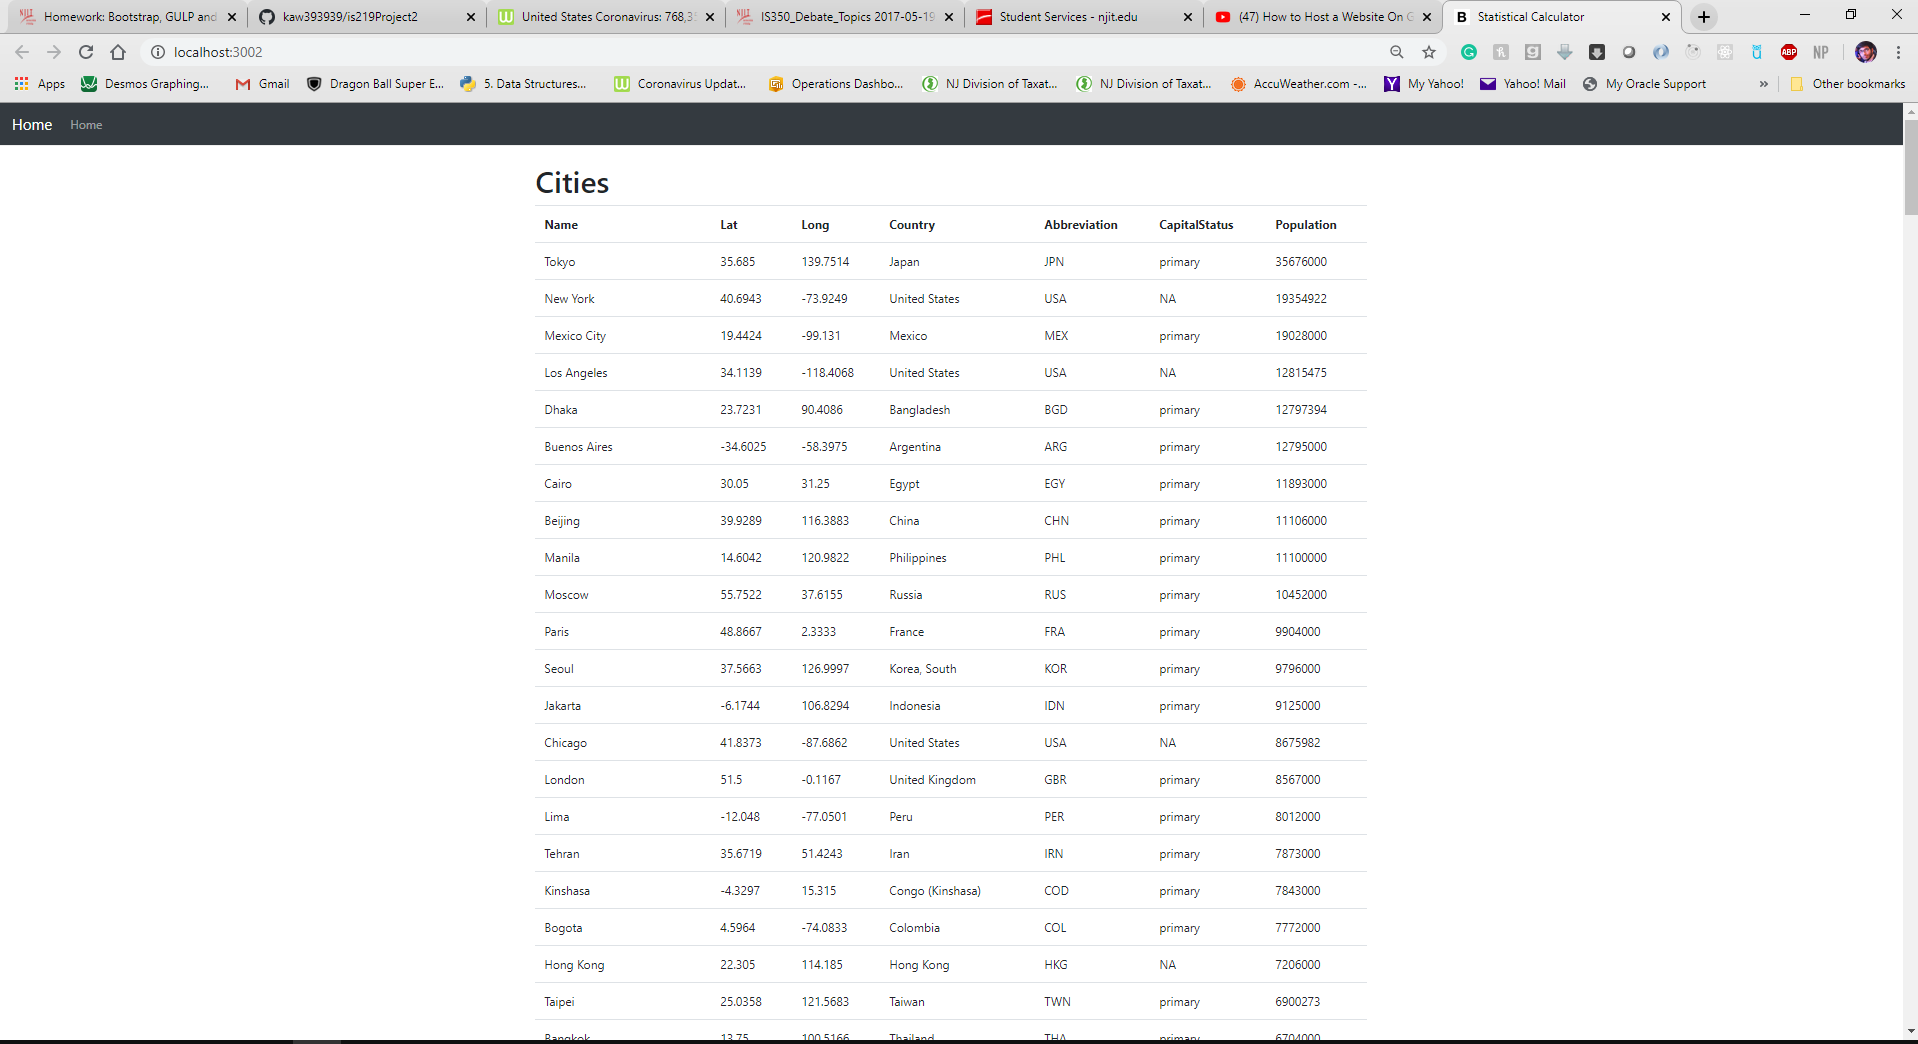 Homework: Bootstrap, GULP and
kaw393939/is219Project2
United States Coronavirus: 768,3
IS350_Debate_Topics 2017-05-19
Student Services - njit.edu
(47) How to Host a Website On G
B Statistical Calculator
localhost:3002
ABP NP
Apps Desmos Graphing... Gmail Dragon Ball Super E... 5. Data Structures... Coronavirus Updat... Operations Dashbo... NJ Division of Taxat... NJ Division of Taxat... AccuWeather.com -... My Yahoo! Yahoo! Mail My Oracle Support » Other bookmarks
Home Home
Cities
Name Lat Long Country Abbreviation CapitalStatus Population
Tokyo 35.685 139.7514 Japan JPN primary 35676000
New York 40.6943 -73.9249 United States USA NA 19354922
Mexico City 19.4424 -99.131 Mexico MEX primary 19028000
Los Angeles 34.1139 -118.4068 United States USA NA 12815475
Dhaka 23.7231 90.4086 Bangladesh BGD primary 12797394
Buenos Aires -34.6025 -58.3975 Argentina ARG primary 12795000
Cairo 30.05 31.25 Egypt EGY primary 11893000
Beijing 39.9289 116.3883 China CHN primary 11106000
Manila 14.6042 120.9822 Philippines PHL primary 11100000
Moscow 55.7522 37.6155 Russia RUS primary 10452000
Paris 48.8667 2.3333 France FRA primary 9904000
Seoul 37.5663 126.9997 Korea, South KOR primary 9796000
Jakarta -6.1744 106.8294 Indonesia IDN primary 9125000
Chicago 41.8373 -87.6862 United States USA NA 8675982
London 51.5 -0.1167 United Kingdom GBR primary 8567000
Lima -12.048 -77.0501 Peru PER primary 8012000
Tehran 35.6719 51.4243 Iran IRN primary 7873000
Kinshasa -4.3297 15.315 Congo (Kinshasa) COD primary 7843000
Bogota 4.5964 -74.0833 Colombia COL primary 7772000
Hong Kong 22.305 114.185 Hong Kong HKG NA 7206000
Taipei 25.0358 121.5683 Taiwan TWN primary 6900273
Bangkok 13.75 100.5166 Thailand THA primary 6704000